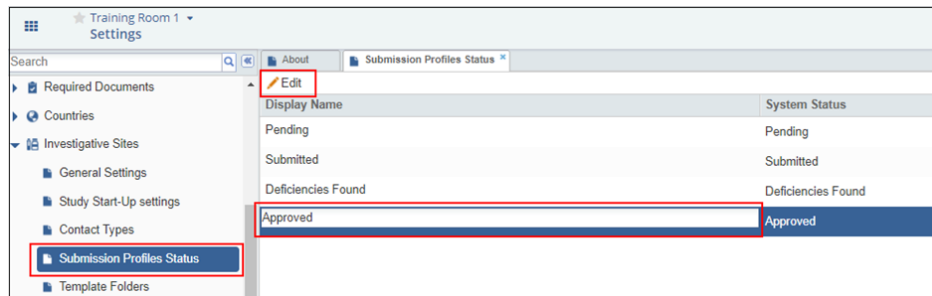 Training Room 1
Settings
Search
About
Submission Profiles Status
Required Documents
Edit
Display Name
System Status
Countries
Pending
Pending
Investigative Sites
Submitted
Submitted
General Settings
Deficiencies Found
Deficiencies Found
Study Start-Up settings
Approved
Approved
Contact Types
Submission Profiles Status
Template Folders